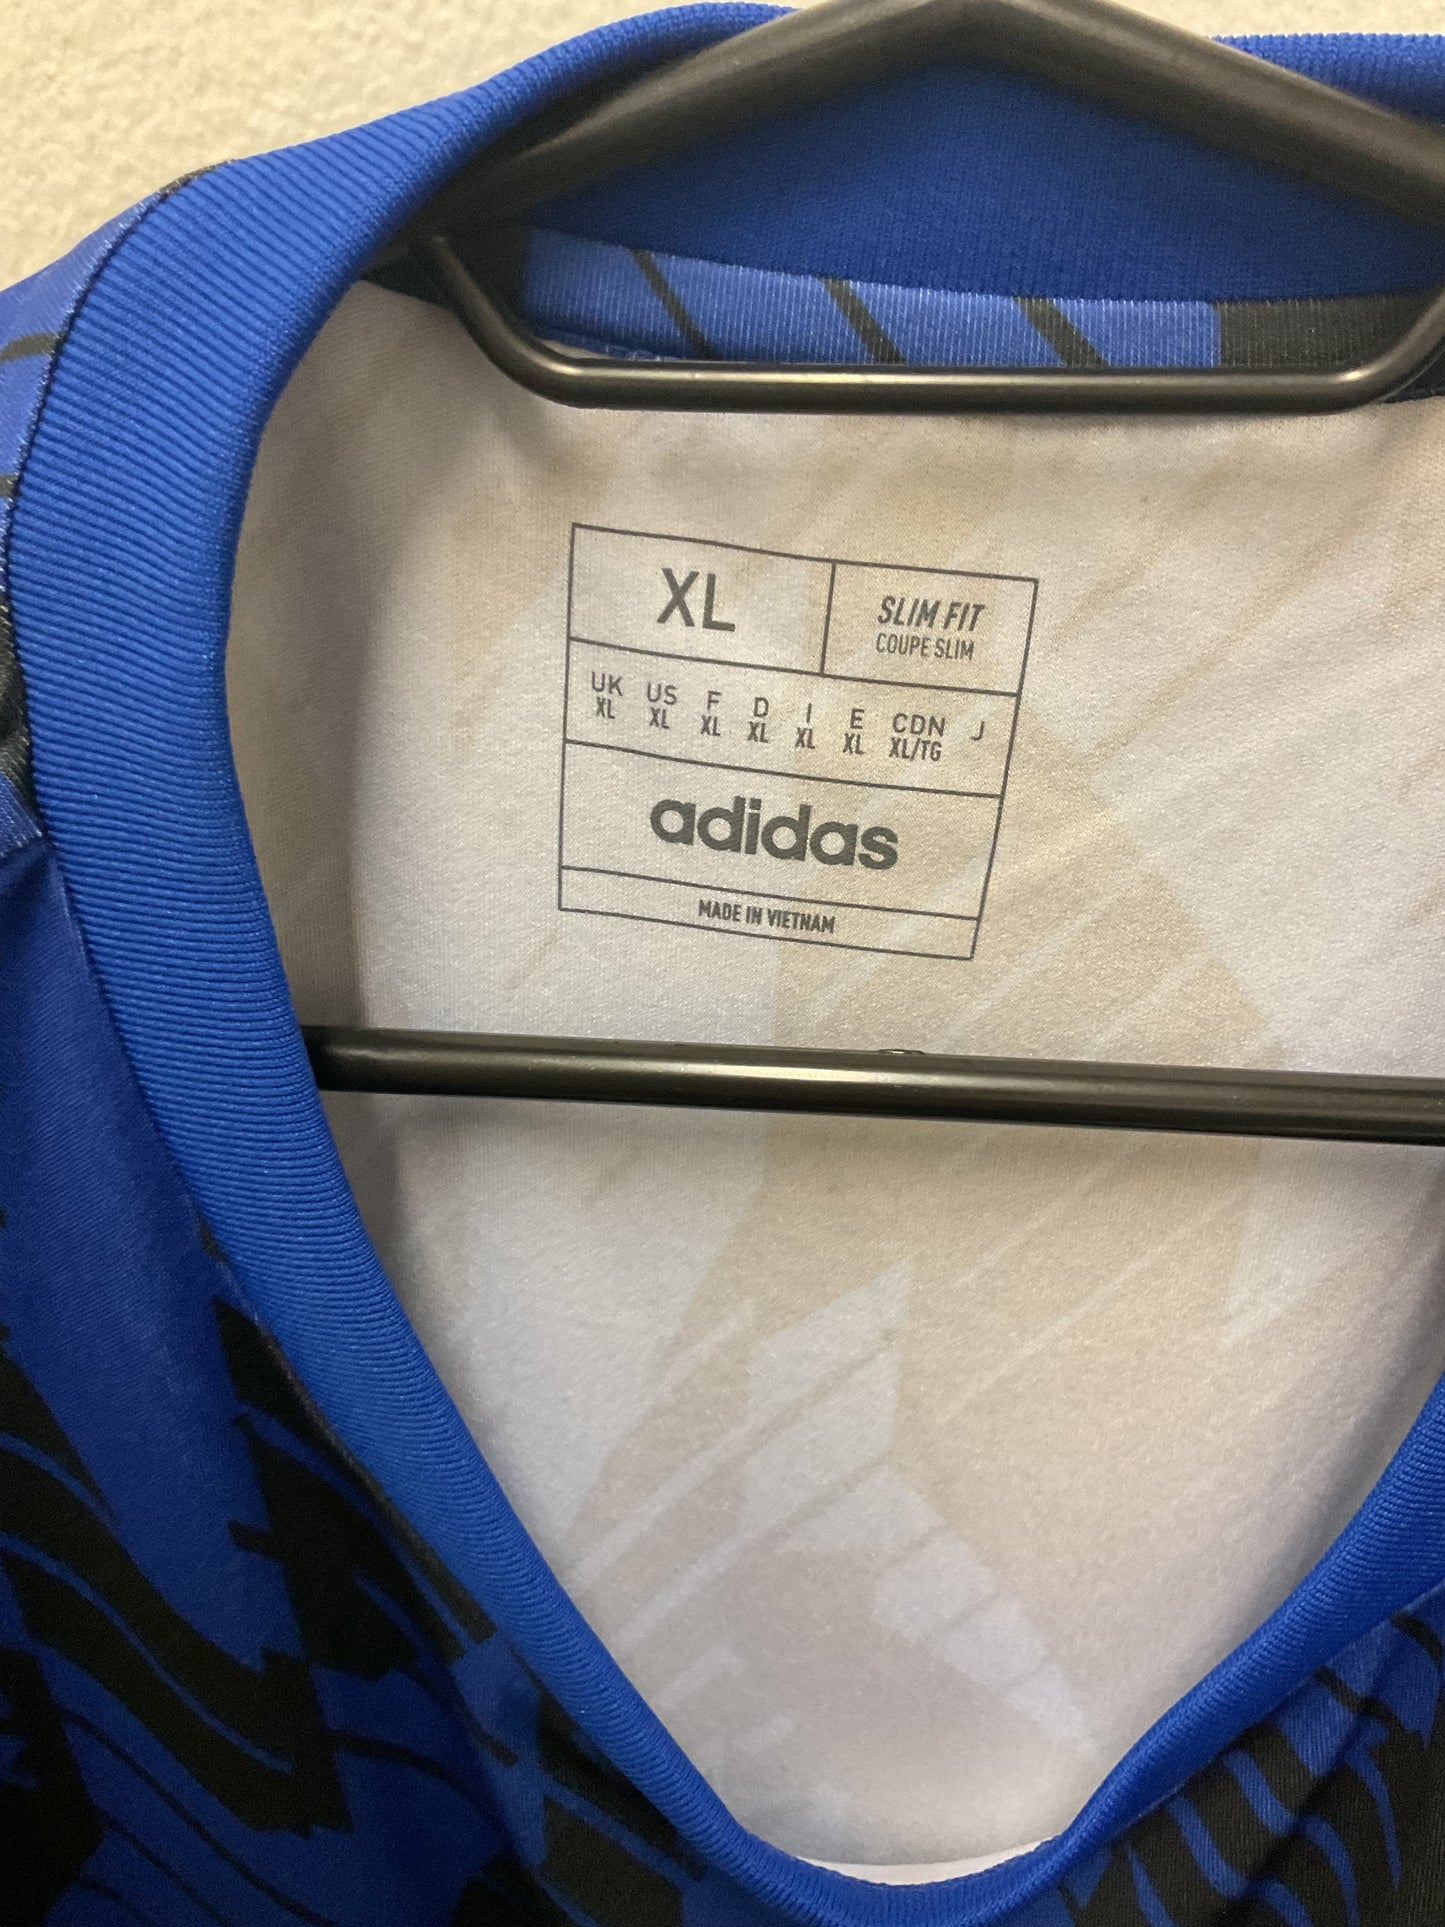 XL
SLIM FIT
COUPE SLIM
UK US F D I E CDN J
XL XL XL XL XL XL XL/TG
adidas
MADE IN VIETNAM